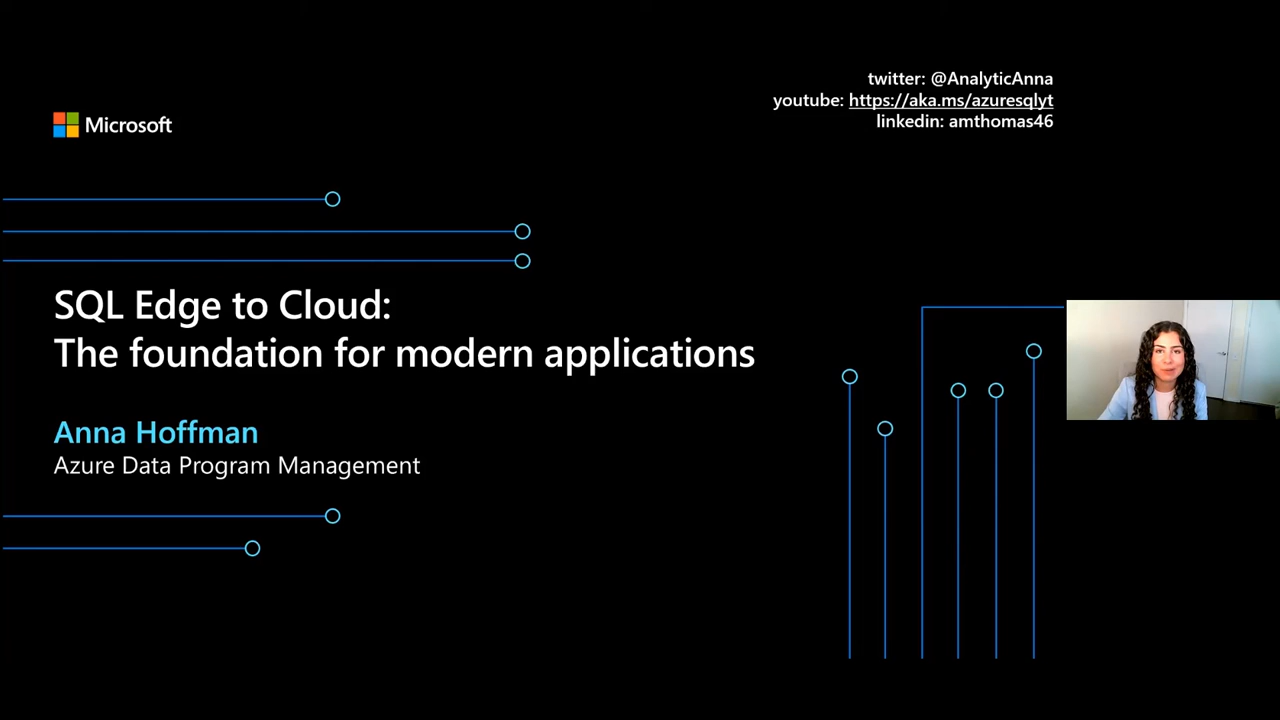 twitter: @AnalyticAnna
youtube: https://aka.ms/azuresqlyt
linkedin: amthomas46
Microsoft
SQL Edge to Cloud:
The foundation for modern applications
Anna Hoffman
Azure Data Program Management